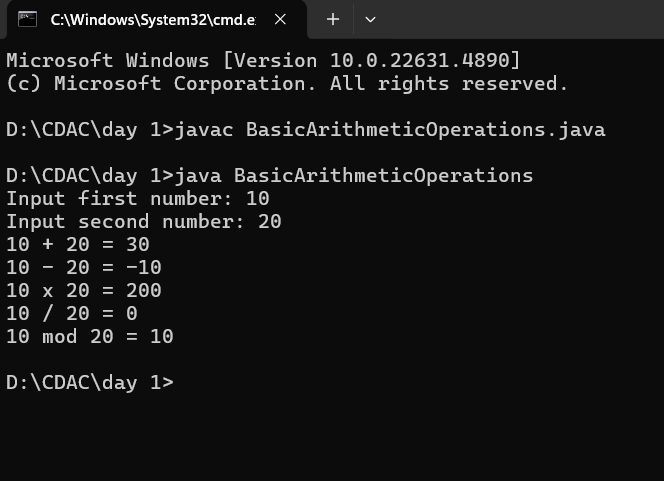 C:\Windows\System32\cmd.e
Microsoft Windows [Version 10.0.22631.4890]
(c) Microsoft Corporation. All rights reserved.
D:\CDAC\day 1>javac BasicArithmeticOperations.java
D:\CDAC\day 1>java BasicArithmeticOperations
Input first number: 10
Input second number: 20
10 + 20 = 30
10 - 20 = -10
10 x 20 = 200
10 / 20 = 0
10 mod 20 = 10
D:\CDAC\day 1>